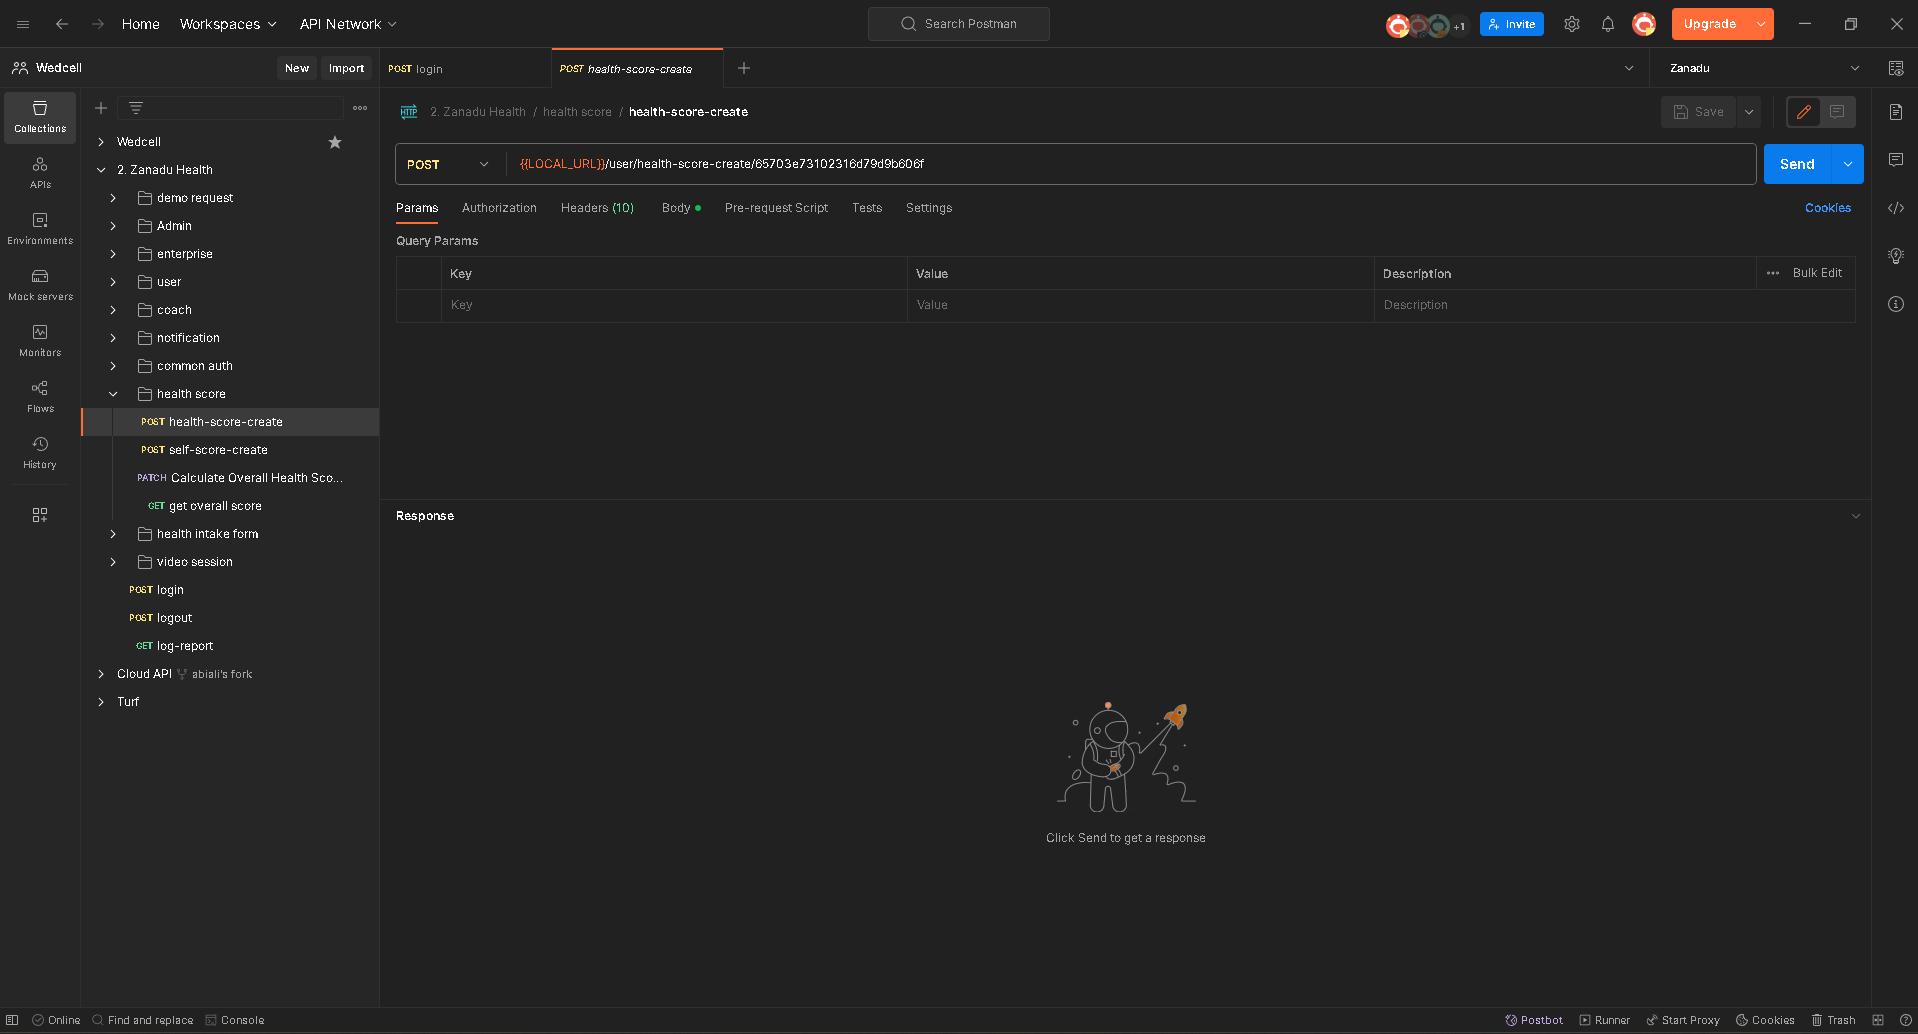 Home
Workspaces
API Network
Search Postman
+1
Invite
Upgrade
Wedcell
New
Import
POST login
POST health-score-create
Zanadu
Collections
APIs
Environments
Mock servers
Monitors
Flows
History
Wedcell
2. Zanadu Health
demo request
Admin
enterprise
user
coach
notification
common auth
health score
POST health-score-create
POST self-score-create
PATCH Calculate Overall Health Sco...
GET get overall score
health intake form
video session
POST login
POST logout
GET log-report
Cloud API abiali's fork
Turf
HTTP 2. Zanadu Health / health score / health-score-create
Save
POST {{LOCAL_URL}}/user/health-score-create/65703e73102316d79d9b606f
Send
Params Authorization Headers (10) Body Pre-request Script Tests Settings
Cookies
Query Params
Key Value Description Bulk Edit
Key Value Description
Response
Click Send to get a response
Online Find and replace Console
Postbot Runner Start Proxy Cookies Trash